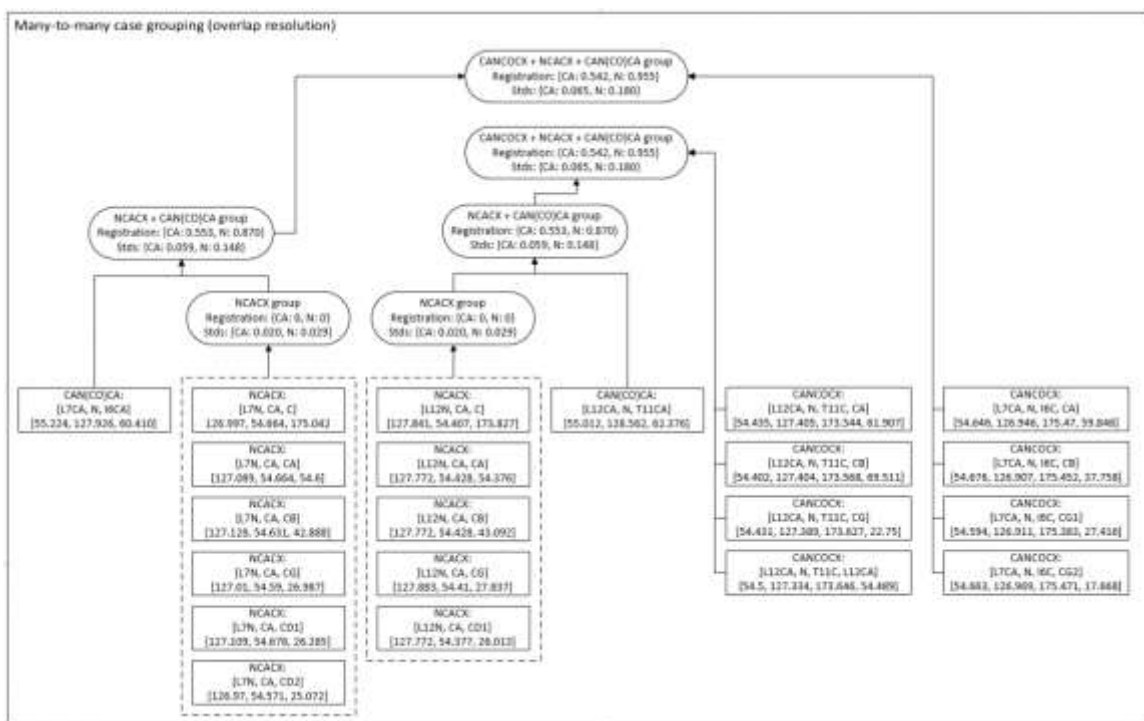 Many-to-many case grouping (overlap resolution)
CANCOCX + NCACX + CAN(CO)CA group
Registration: {CA: 0.542, N: 0.955}
Stds: {CA: 0.065, N: 0.180}
CANCOCX + NCACX + CAN(CO)CA group
Registration: {CA: 0.542, N: 0.955}
Stds: {CA: 0.065, N: 0.180}
NCACX + CAN(CO)CA group
Registration: {CA: 0.553, N: 0.870}
Stds: {CA: 0.059, N: 0.148}
NCACX + CAN(CO)CA group
Registration: {CA: 0.553, N: 0.870}
Stds: {CA: 0.059, N: 0.148}
NCACX group
Registration: {CA: 0, N: 0}
Stds: {CA: 0.020, N: 0.029}
NCACX group
Registration: {CA: 0, N: 0}
Stds: {CA: 0.020, N: 0.029}
CAN(CO)CA:
[L7CA, N, I6CA]
[55.224, 127.926, 60.410]
NCACX:
[L7N, CA, C]
126.997, 54.664, 175.042
NCACX:
[L7N, CA, CA]
[127.089, 54.664, 54.6]
NCACX:
[L7N, CA, CB]
[127.128, 54.631, 42.888]
NCACX:
[L7N, CA, CG]
[127.01, 54.59, 26.987]
NCACX:
[L7N, CA, CD1]
[127.109, 54.678, 26.285]
NCACX:
[L7N, CA, CD2]
[126.97, 54.571, 25.072]
NCACX:
[L12N, CA, C]
[127.841, 54.407, 173.827]
NCACX:
[L12N, CA, CA]
[127.772, 54.428, 54.376]
NCACX:
[L12N, CA, CB]
[127.772, 54.428, 43.092]
NCACX:
[L12N, CA, CG]
[127.883, 54.41, 27.837]
NCACX:
[L12N, CA, CD1]
[127.772, 54.377, 26.013]
CAN(CO)CA:
[L12CA, N, T11CA]
[55.012, 128.562, 62.376]
CANCOCX:
[L12CA, N, T11C, CA]
[54.435, 127.405, 173.544, 61.907]
CANCOCX:
[L12CA, N, T11C, CB]
[54.402, 127.404, 173.568, 69.511]
CANCOCX:
[L12CA, N, T11C, CG]
[54.431, 127.389, 173.627, 22.75]
CANCOCX:
[L12CA, N, T11C, L12CA]
[54.5, 127.334, 173.646, 54.489]
CANCOCX:
[L7CA, N, I6C, CA]
[54.646, 126.946, 175.47, 59.848]
CANCOCX:
[L7CA, N, I6C, CB]
[54.676, 126.907, 175.452, 37.758]
CANCOCX:
[L7CA, N, I6C, CG1]
[54.594, 126.911, 175.383, 27.416]
CANCOCX:
[L7CA, N, I6C, CG2]
[54.663, 126.969, 175.471, 17.668]